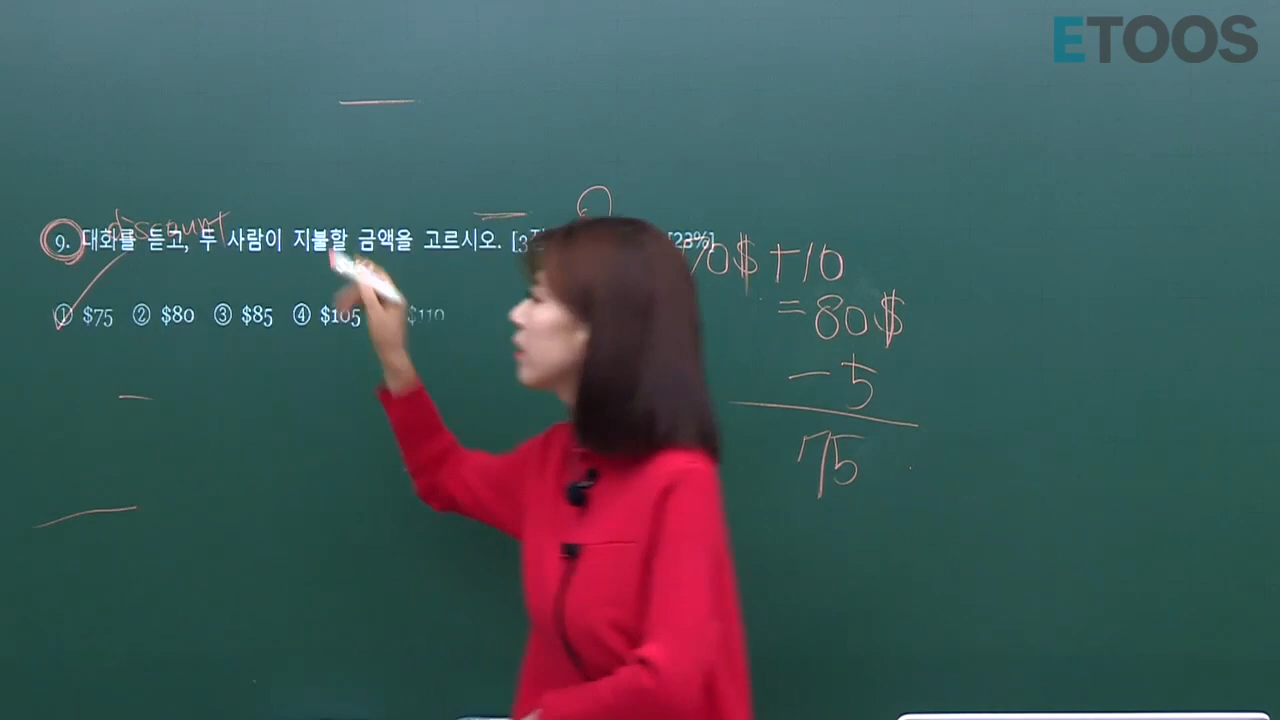 ETOOS
discount
9. 대화를 듣고, 두 사람이 지불할 금액을 고르시오. [3 [23%]
70$ +10
① $75 ② $80 ③ $85 ④ $105 $110
= 80$
- 5
75